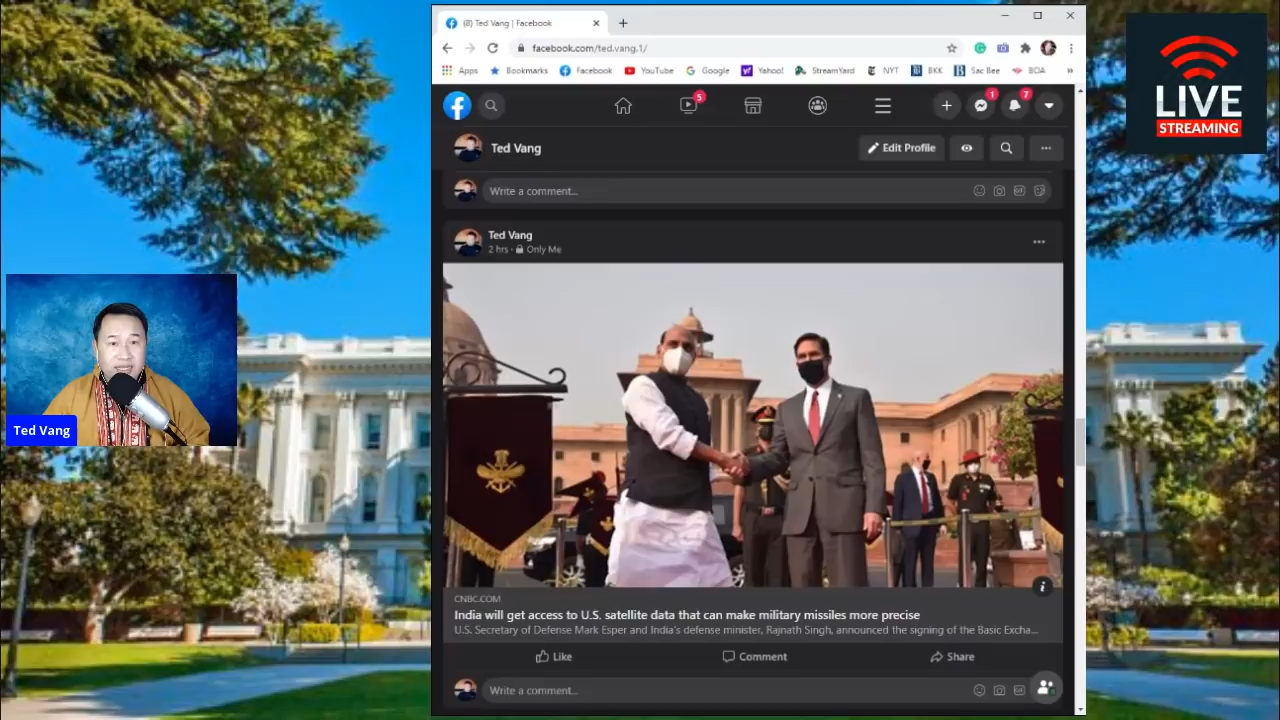 (8) Ted Vang | Facebook
facebook.com/ted.vang.1/
Apps Bookmarks Facebook YouTube Google Yahoo! StreamYard NYT BKK Sac Bee BOA
LIVE
STREAMING
5
1
7
Ted Vang
Edit Profile
Write a comment...
Ted Vang
2 hrs · Only Me
Ted Vang
CNBC.COM
India will get access to U.S. satellite data that can make military missiles more precise
U.S. Secretary of Defense Mark Esper and India's defense minister, Rajnath Singh, announced the signing of the Basic Excha...
Like
Comment
Share
Write a comment...